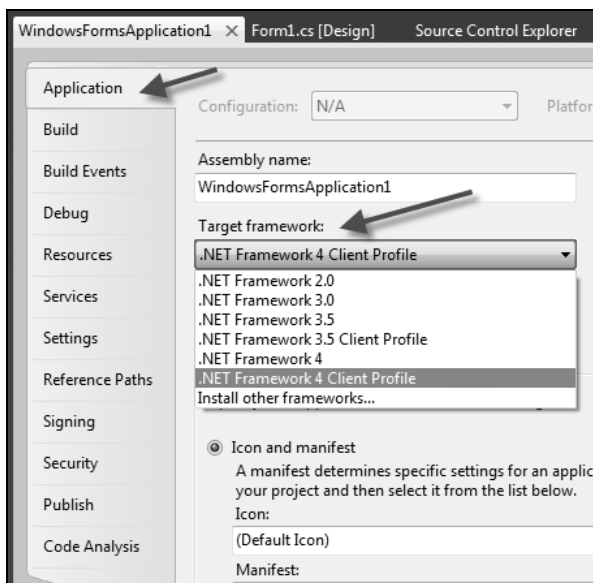 WindowsFormsApplication1 × Form1.cs [Design] Source Control Explorer
Application
Build
Build Events
Debug
Resources
Services
Settings
Reference Paths
Signing
Security
Publish
Code Analysis
Configuration: N/A Platfor
Assembly name:
WindowsFormsApplication1
Target framework:
.NET Framework 4 Client Profile
.NET Framework 2.0
.NET Framework 3.0
.NET Framework 3.5
.NET Framework 3.5 Client Profile
.NET Framework 4
.NET Framework 4 Client Profile
Install other frameworks...
Icon and manifest
A manifest determines specific settings for an applic
your project and then select it from the list below.
Icon:
(Default Icon)
Manifest: